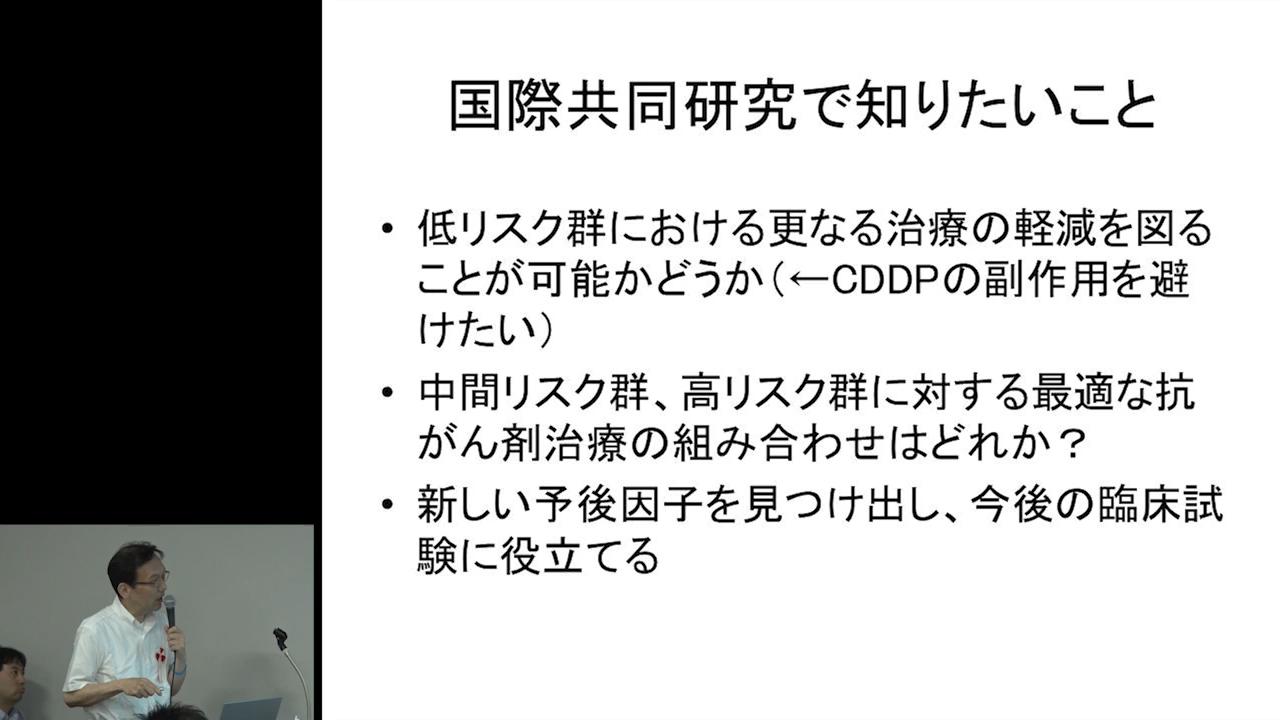 国際共同研究で知りたいこと
• 低リスク群における更なる治療の軽減を図る
ことが可能かどうか（←CDDPの副作用を避
けたい）
• 中間リスク群、高リスク群に対する最適な抗
がん剤治療の組み合わせはどれか？
• 新しい予後因子を見つけ出し、今後の臨床試
験に役立てる